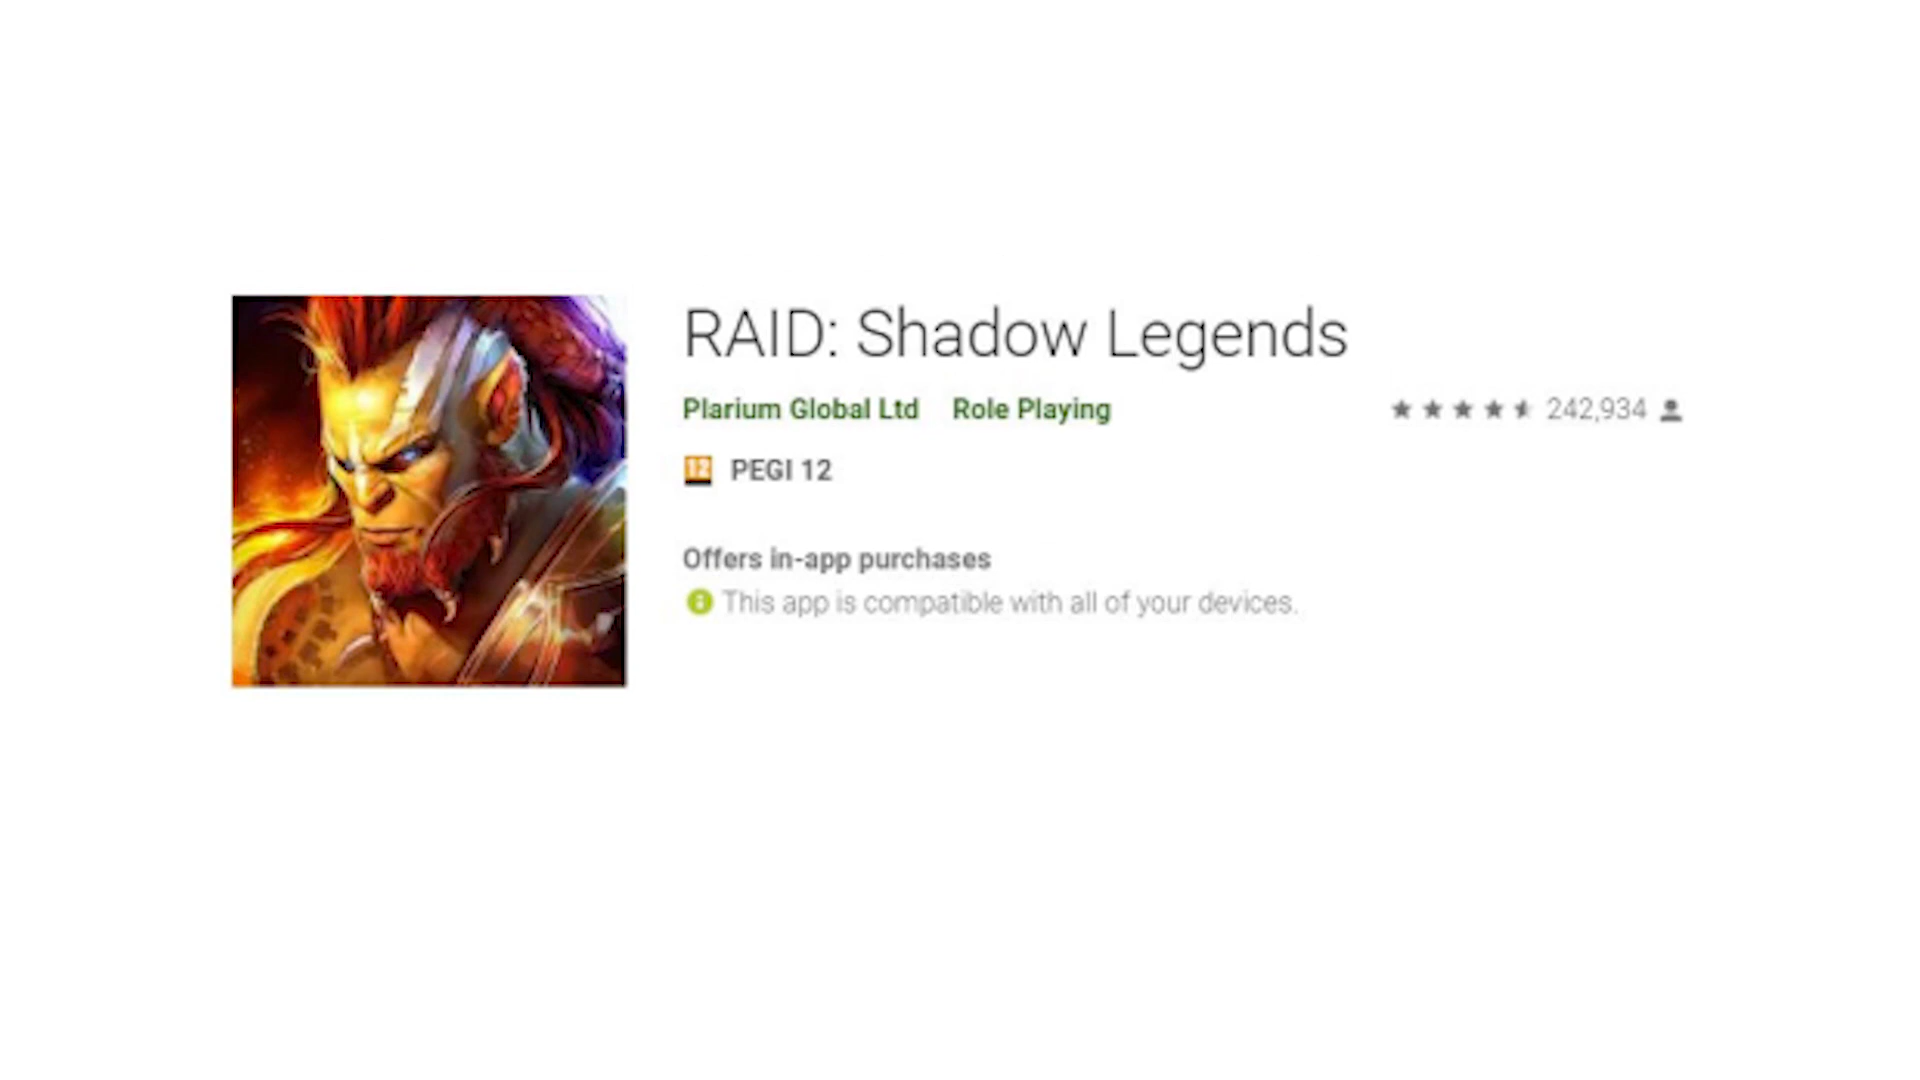 RAID: Shadow Legends
Plarium Global Ltd Role Playing 242,934
12 PEGI 12
Offers in-app purchases
This app is compatible with all of your devices.